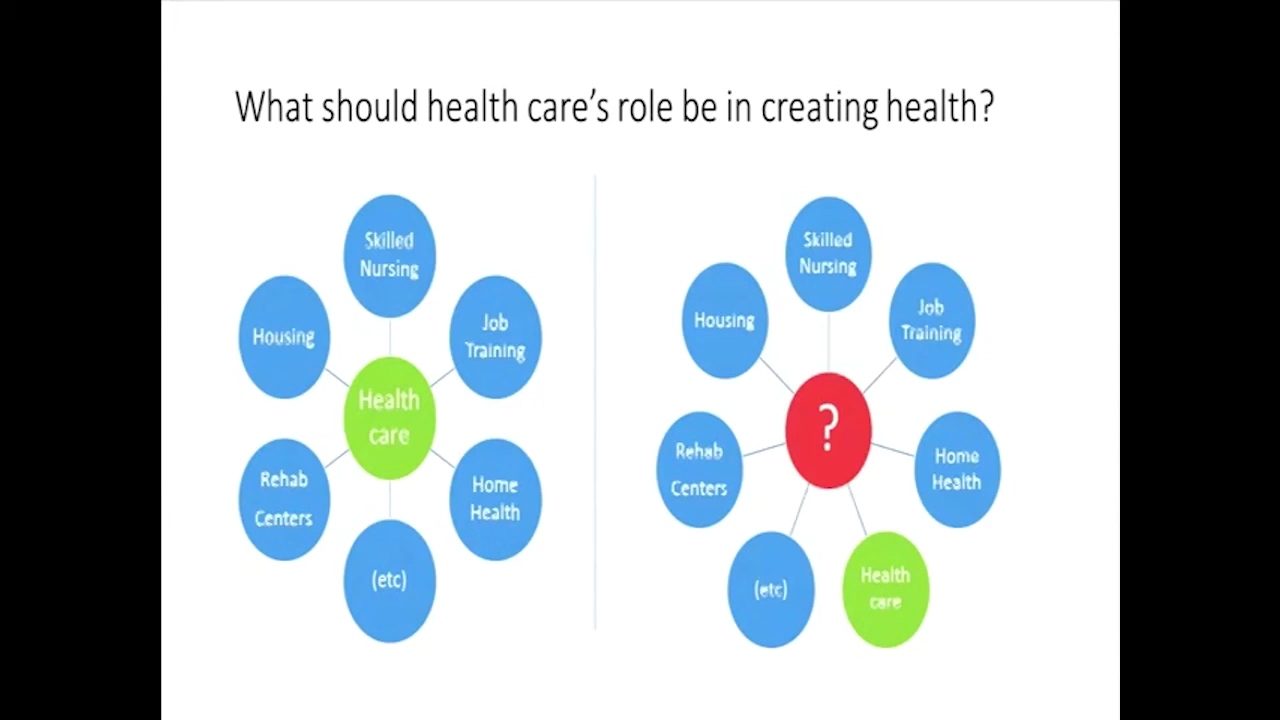 What should health care's role be in creating health?
Skilled
Nursing
Housing
Job
Training
Health
care
Rehab
Centers
Home
Health
(etc)
Skilled
Nursing
Housing
Job
Training
?
Rehab
Centers
Home
Health
(etc)
Health
care